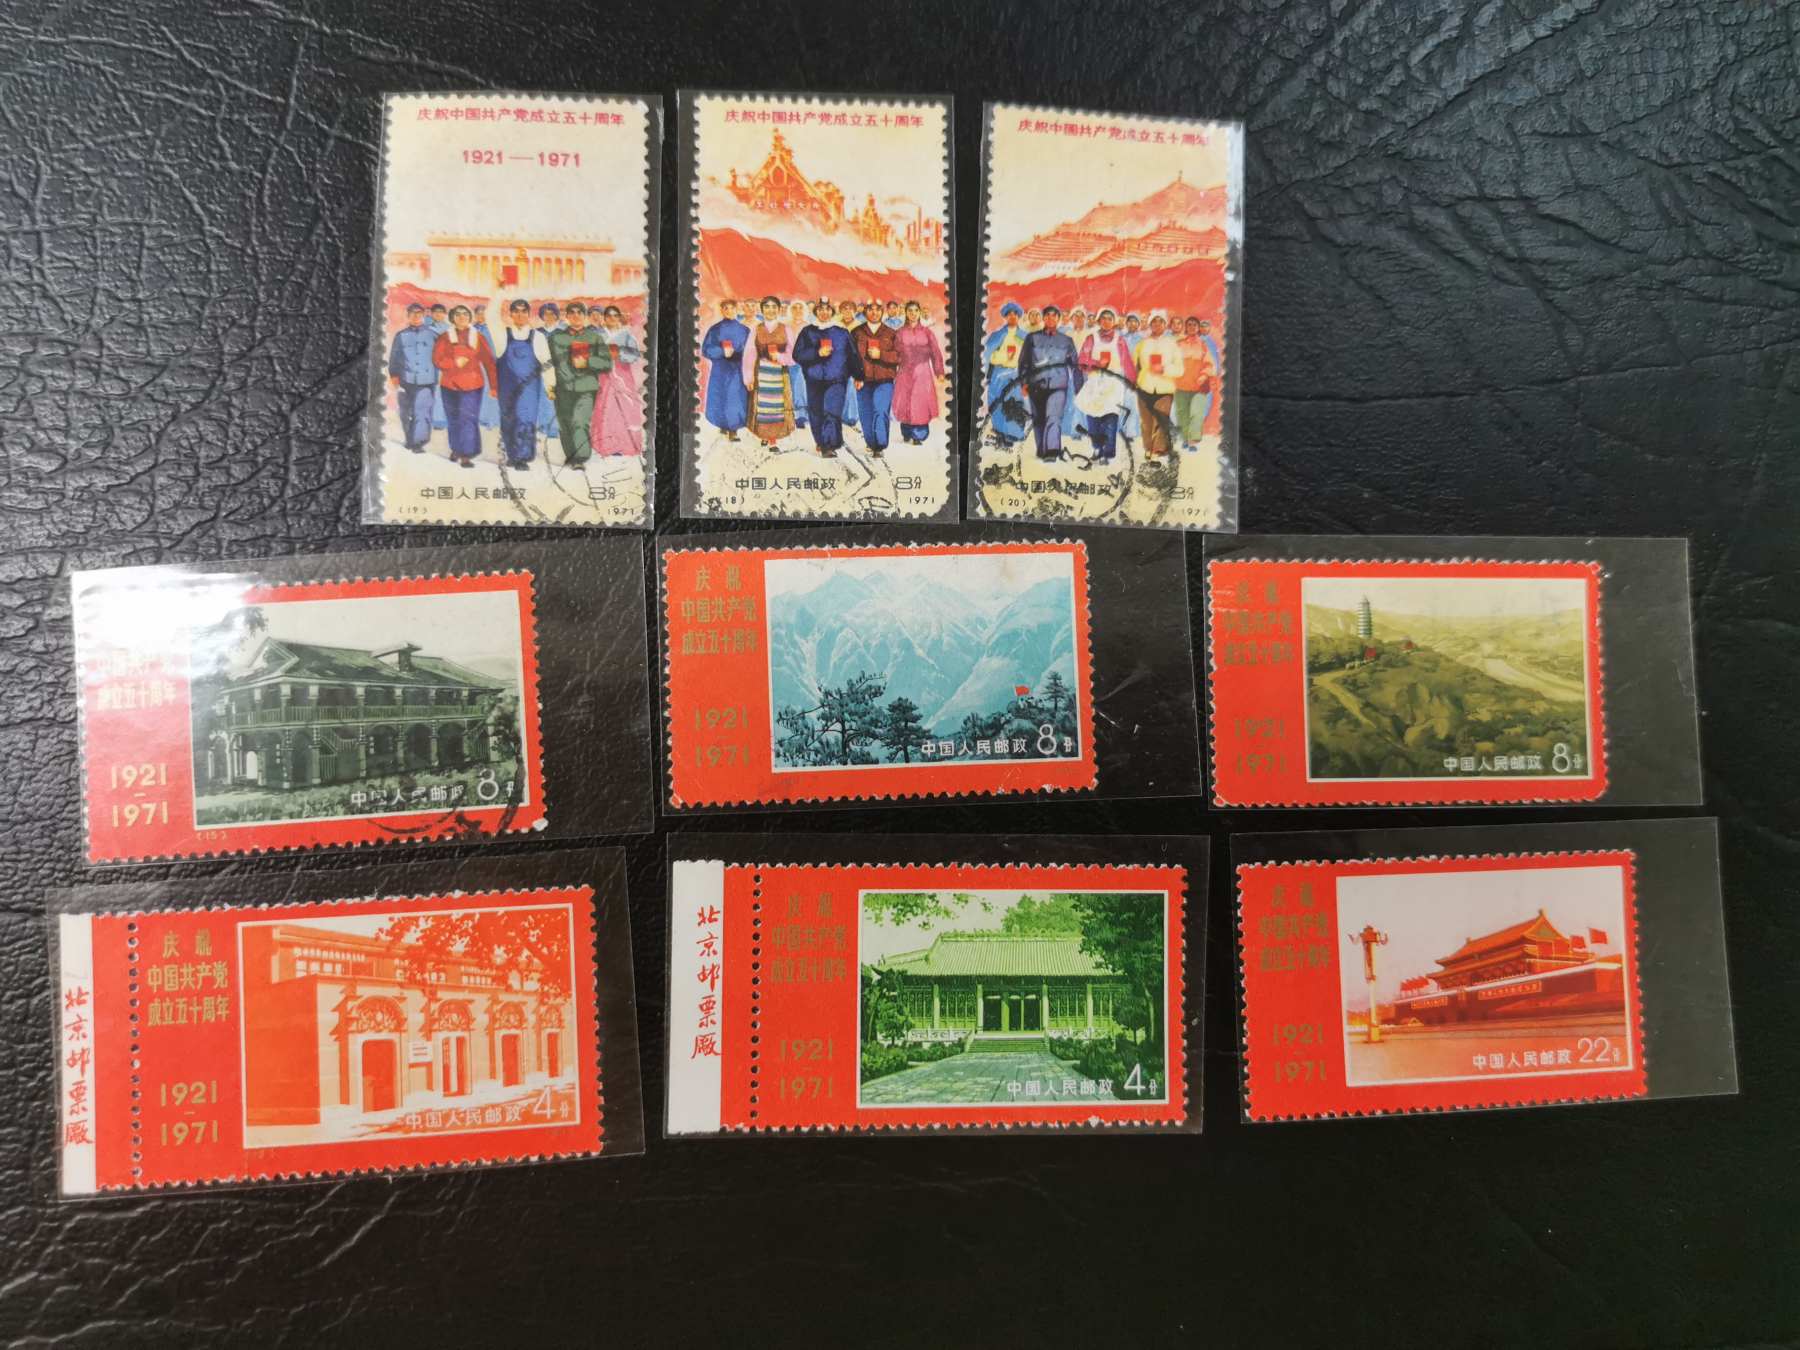 庆祝中国共产党成立五十周年
1921—1971
中国人民邮政 8分
(19) 1971
庆祝中国共产党成立五十周年
中国人民邮政 8分
(18) 1971
庆祝中国共产党成立五十周年
中国人民邮政 8分
(20) 1971
中国共产党
成立五十周年
1921
–
1971
中国人民邮政 8分
(15)
庆祝
中国共产党
成立五十周年
1921
–
1971
中国人民邮政 8分
庆祝
中国共产党
成立五十周年
1921
–
1971
中国人民邮政 8分
北京邮票厂
庆祝
中国共产党
成立五十周年
1921
–
1971
中国人民邮政 4分
北京邮票厂
庆祝
中国共产党
成立五十周年
1921
–
1971
中国人民邮政 4分
庆祝
中国共产党
成立五十周年
1921
–
1971
中国人民邮政 22分